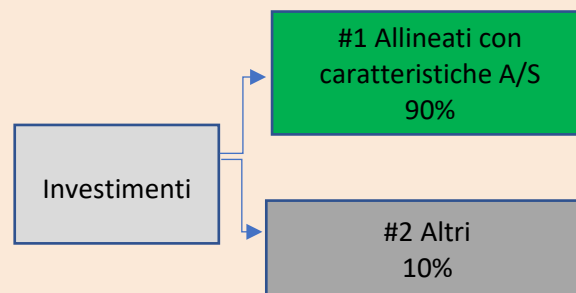 #1 Allineati con
caratteristiche A/S
90%
Investimenti
#2 Altri
10%